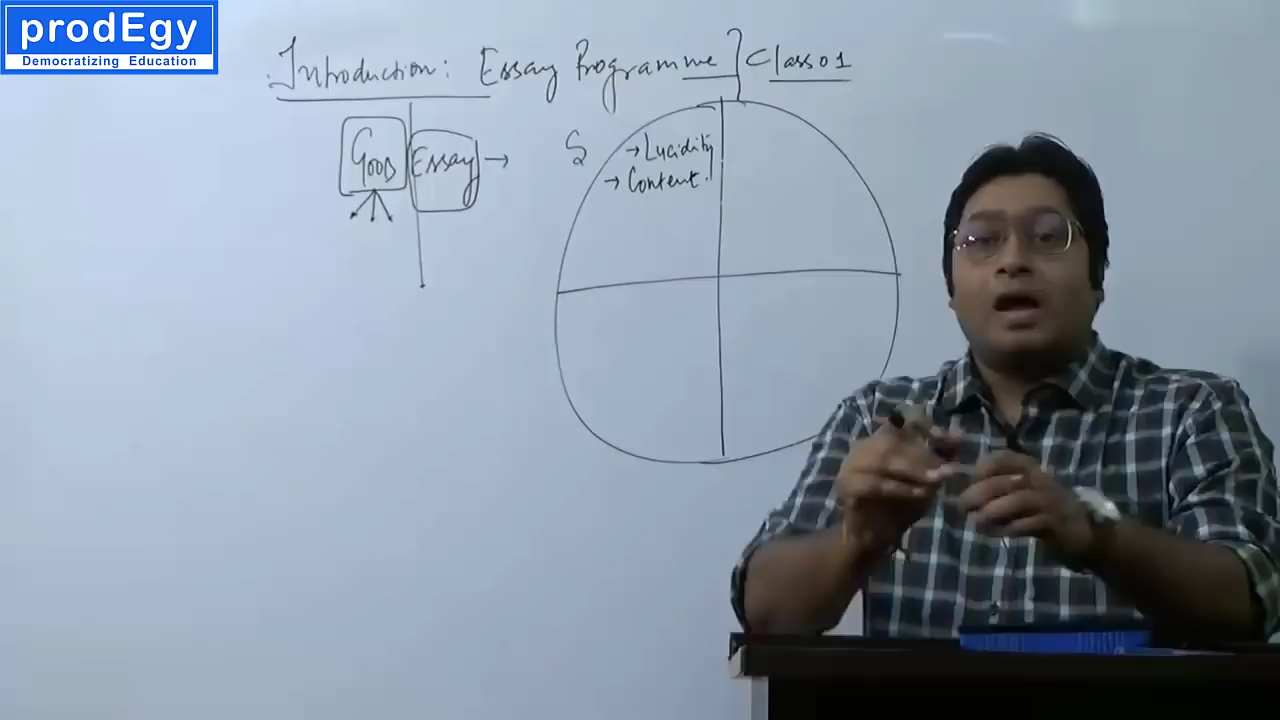 prodEgy
Democratizing Education
Introduction: Essay Programme Class 01
Good Essay →
S → Lucidity
→ Content.